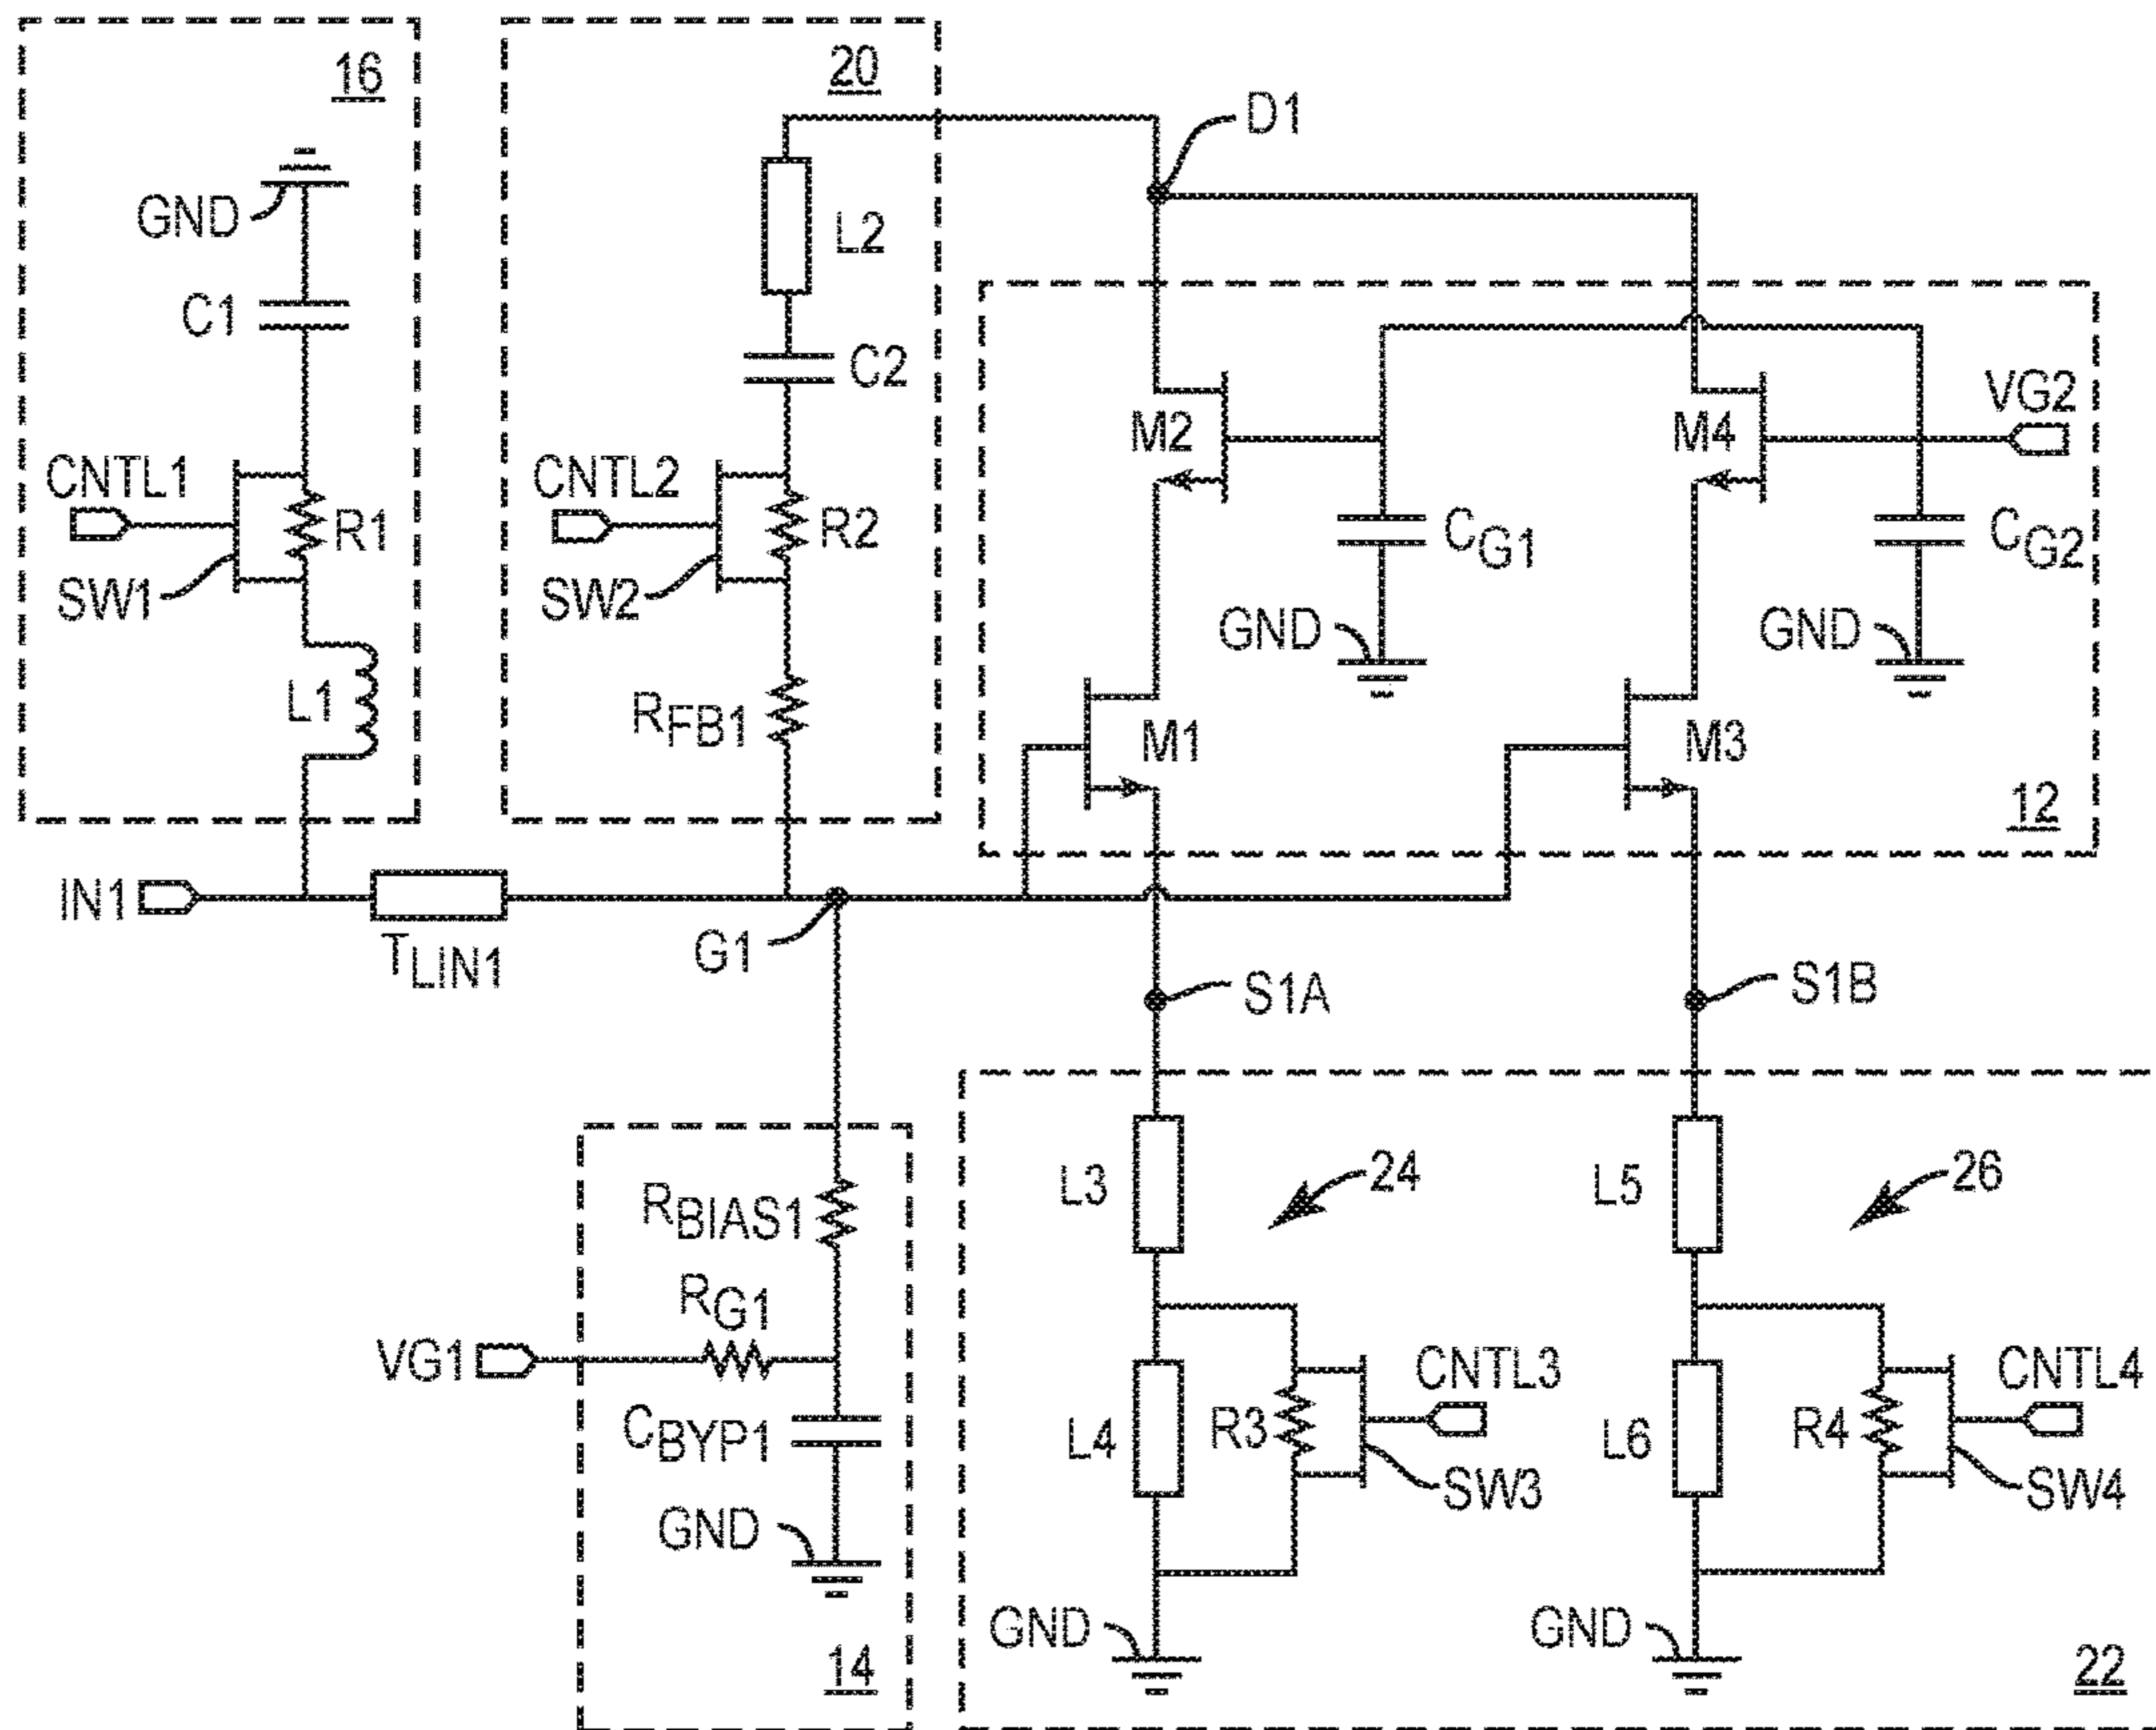 16
GND
C1
CNTL1
SW1
R1
L1
20
L2
C2
CNTL2
SW2
R2
RFB1
D1
M2
M4
VG2
CG1
CG2
GND
GND
M1
M3
12
IN1
TLIN1
G1
S1A
S1B
RBIAS1
RG1
VG1
CBYP1
GND
14
L3
24
L5
26
L4
R3
CNTL3
SW3
L6
R4
CNTL4
SW4
GND
GND
22